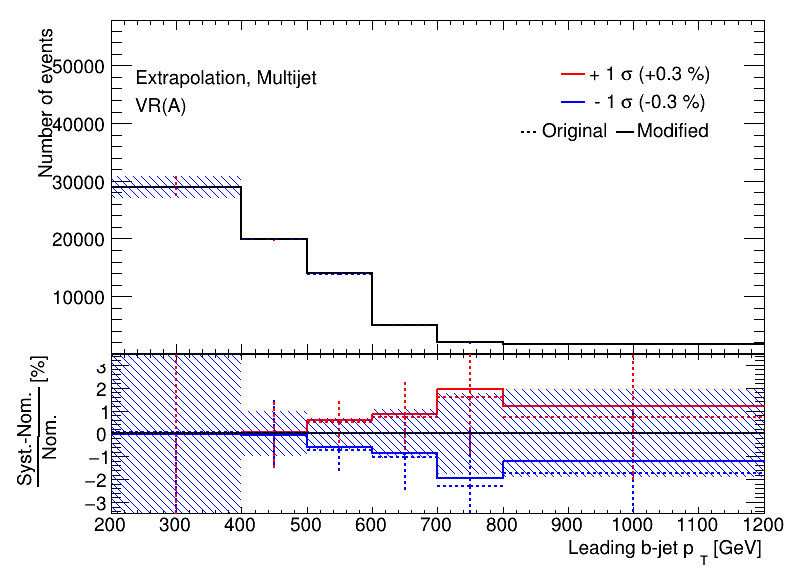 Number of events
50000
40000
30000
20000
10000
Extrapolation, Multijet
VR(A)
+ 1 σ (+0.3 %)
- 1 σ (-0.3 %)
Original
Modified
Syst.-Nom.
Nom.
[%]
3
2
1
0
−1
−2
−3
200 300 400 500 600 700 800 900 1000 1100 1200
Leading b-jet p T [GeV]